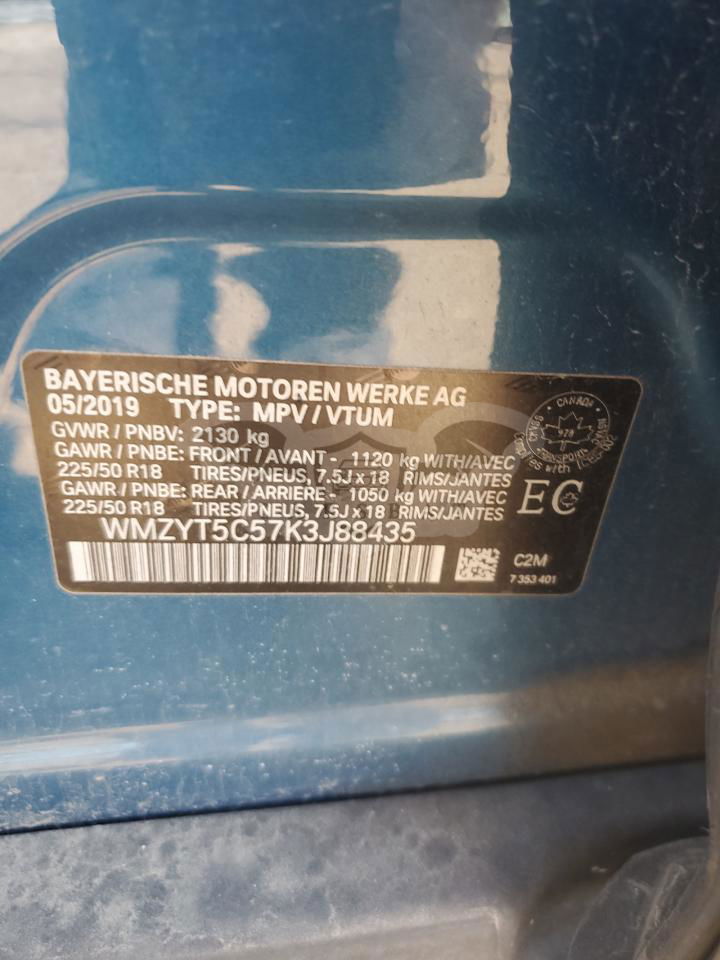 BAYERISCHE MOTOREN WERKE AG
05/2019 TYPE: MPV / VTUM
GVWR / PNBV: 2130 kg
GAWR / PNBE: FRONT / AVANT - 1120 kg WITH/AVEC
225/50 R18 TIRES/PNEUS, 7.5J x 18 RIMS/JANTES
GAWR / PNBE: REAR / ARRIERE - 1050 kg WITH/AVEC
225/50 R18 TIRES/PNEUS, 7.5J x 18 RIMS/JANTES
WMZYT5C57K3J88435
CANADA
TRANSPORT
EC
C2M
7 353 401